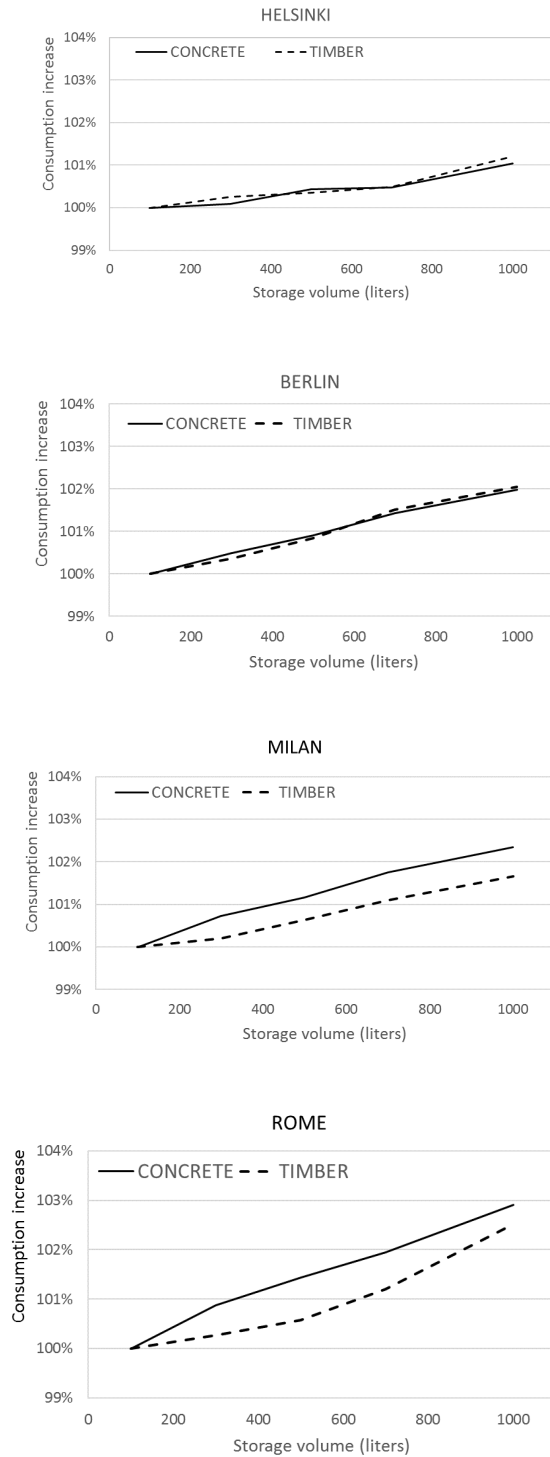 HELSINKI
104%
CONCRETE TIMBER
103%
102%
101%
100%
99%
Consumption increase
0 200 400 600 800 1000
Storage volume (liters)
BERLIN
104%
CONCRETE TIMBER
103%
102%
101%
100%
99%
Consumption increase
0 200 400 600 800 1000
Storage volume (liters)
MILAN
104%
CONCRETE TIMBER
103%
102%
101%
100%
99%
Consumption increase
0 200 400 600 800 1000
Storage volume (liters)
ROME
104%
CONCRETE TIMBER
103%
102%
101%
100%
99%
Consumption increase
0 200 400 600 800 1000
Storage volume (liters)